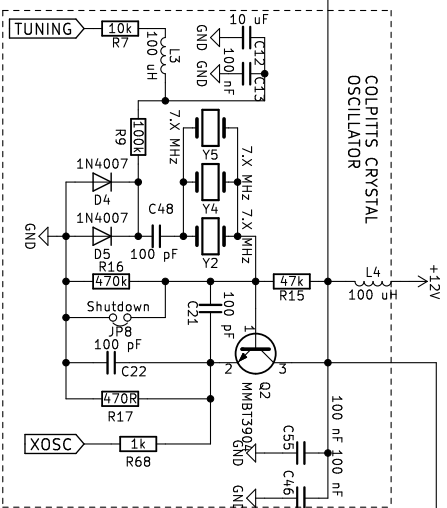 TUNING
10k
R7
100 uH
L3
10 uF
GND
C12
GND
100 nF
C13
COLPITTS CRYSTAL
OSCILLATOR
R9
100k
7.X MHz
Y5
7.X MHz
Y4
7.X MHz
Y2
1N4007
D4
1N4007
D5
C48
100 pF
GND
R16
470k
47k
R15
L4
100 uH
+12V
Shutdown
JP8
C21
100 pF
100 pF
C22
1
2
3
Q2
MMBT3904
470R
R17
XOSC
1k
R68
GND
C55
100 nF
GND
C46
100 nF